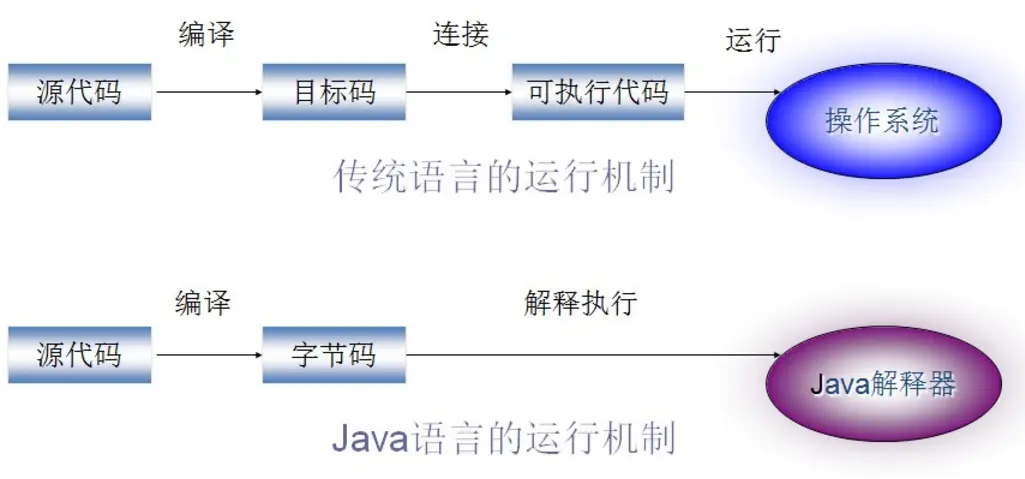 编译
连接
运行
源代码
目标码
可执行代码
操作系统
传统语言的运行机制
编译
解释执行
源代码
字节码
Java解释器
Java语言的运行机制